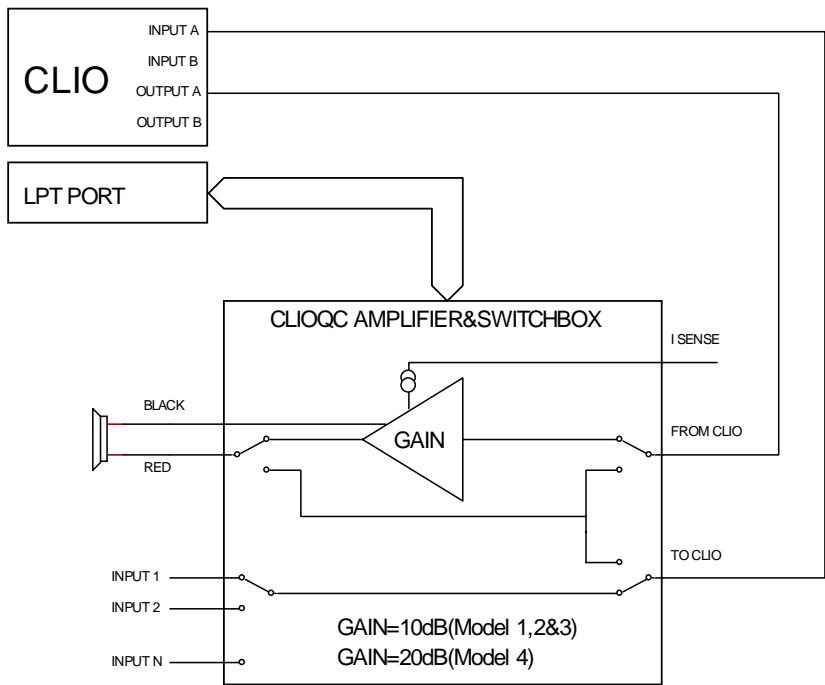 INPUT A
INPUT B
CLIO
OUTPUT A
OUTPUT B
LPT PORT
CLIOQC AMPLIFIER&SWITCHBOX
I SENSE
BLACK
GAIN
FROM CLIO
RED
TO CLIO
INPUT 1
INPUT 2
GAIN=10dB(Model 1,2&3)
GAIN=20dB(Model 4)
INPUT N